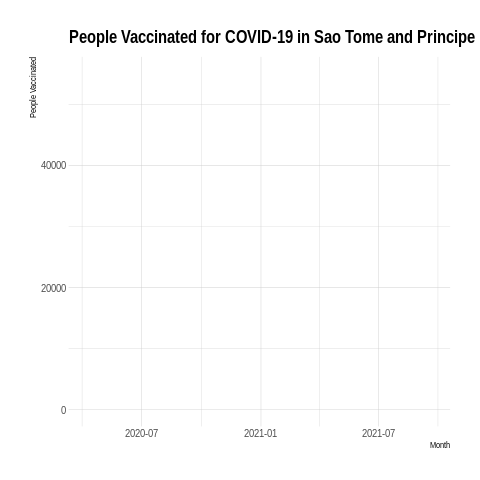 People Vaccinated for COVID-19 in Sao Tome and Principe
People Vaccinated
40000
20000
0
2020-07 2021-01 2021-07
Month